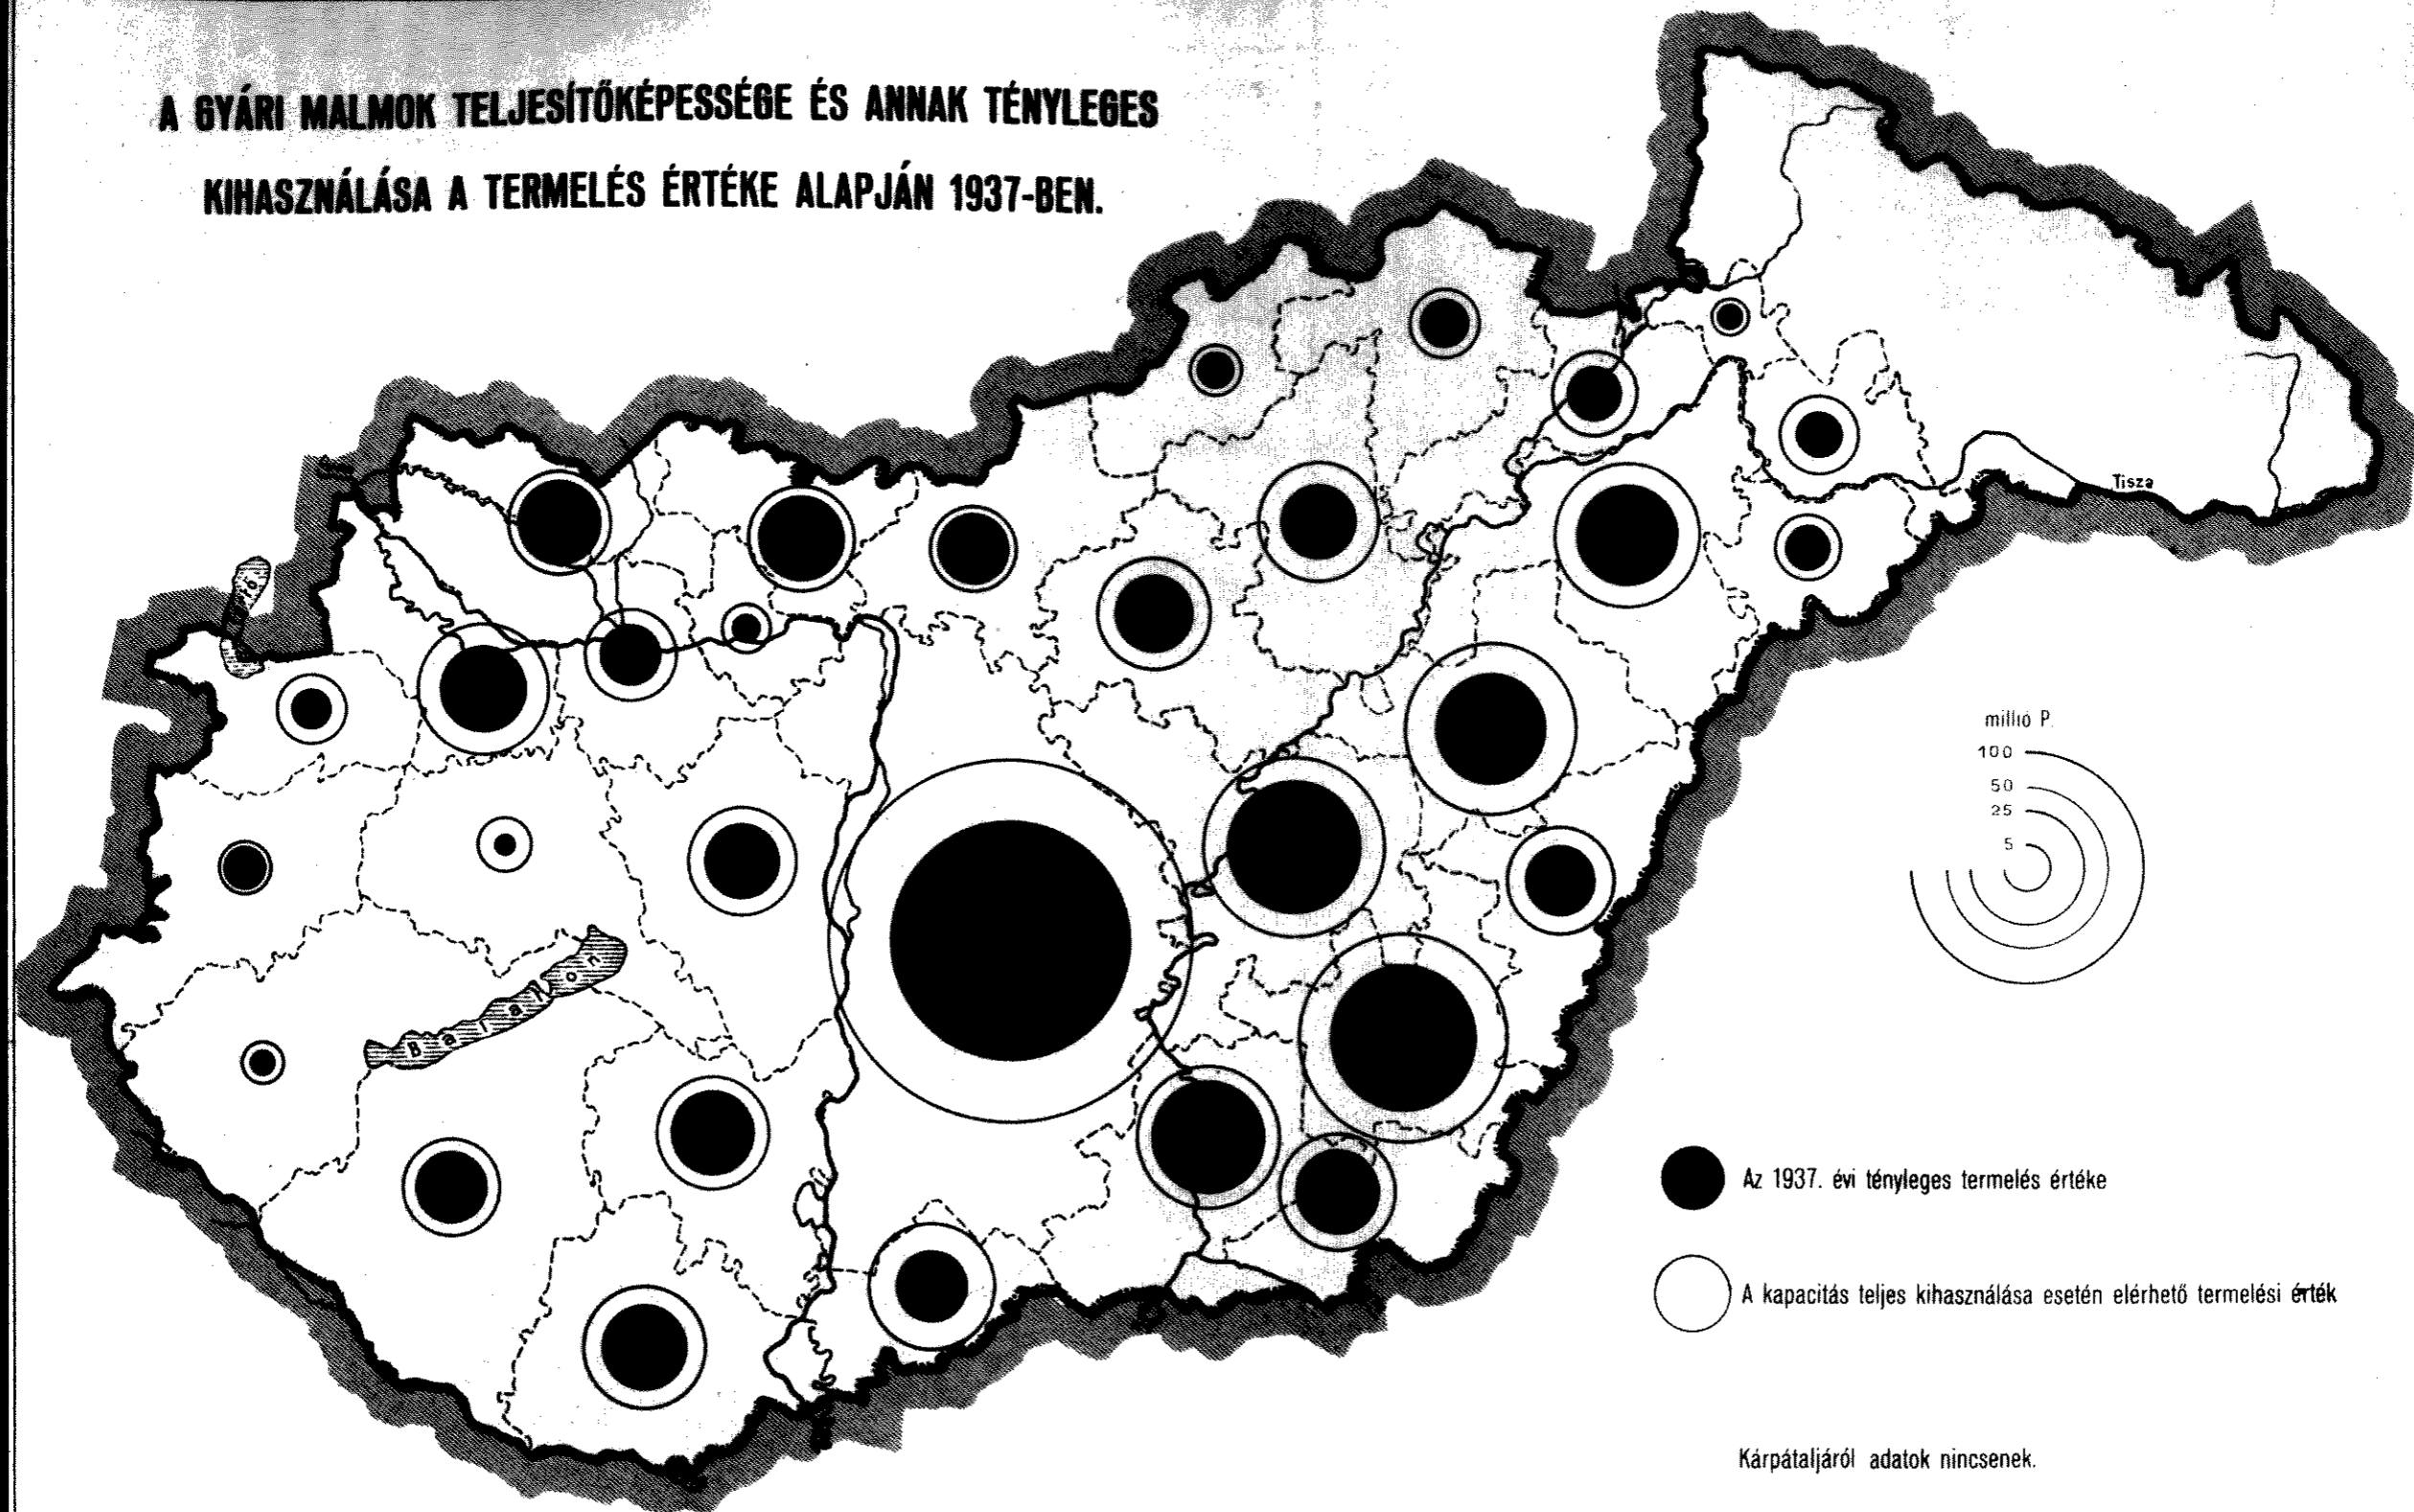 A GYÁRI MALMOK TELJESÍTŐKÉPESSÉGE ÉS ANNAK TÉNYLEGES
KIHASZNÁLÁSA A TERMELÉS ÉRTÉKE ALAPJÁN 1937-BEN.
Tisza
Balaton
millió P.
100
50
25
5
Az 1937. évi tényleges termelés értéke
A kapacitás teljes kihasználása esetén elérhető termelési érték
Kárpátaljáról adatok nincsenek.